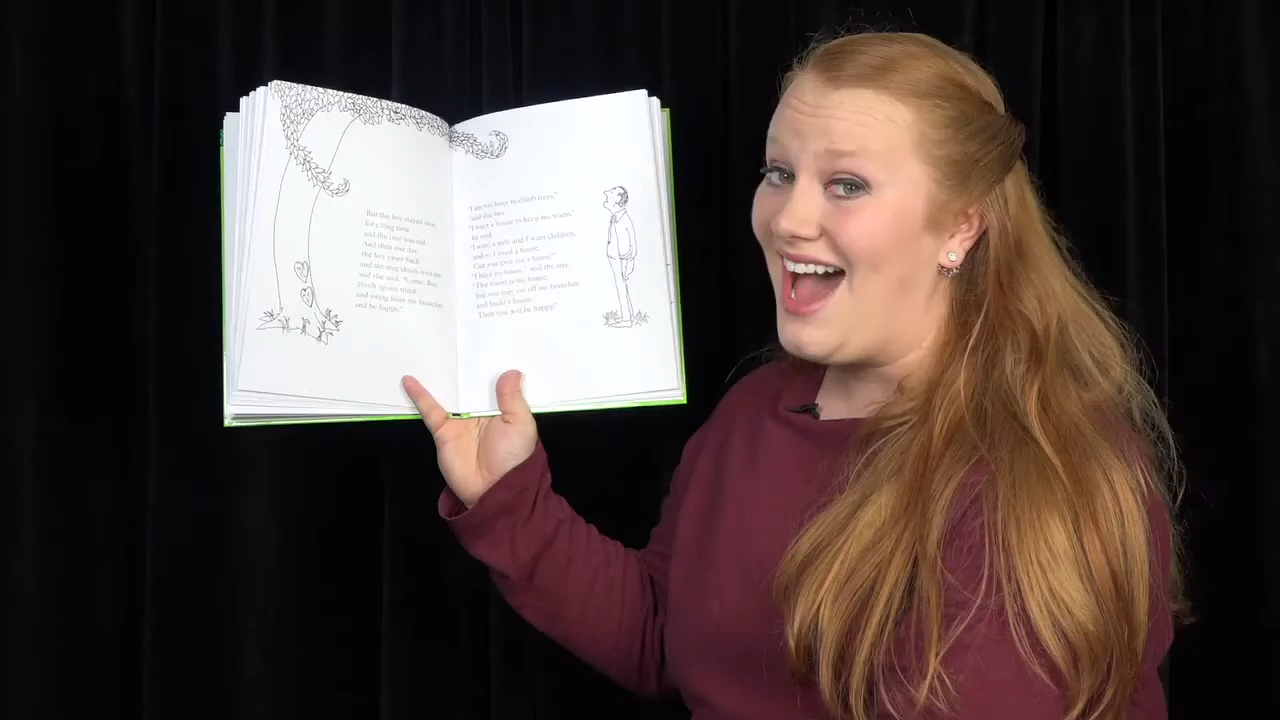 But the boy stayed away
for a long time.
and the tree was sad.
And then one day
the boy came back
and the tree shook with joy
and she said, "Come, Boy,
climb up my trunk
and swing from my branches
and be happy."
"I am too busy to climb trees,"
said the boy.
"I want a house to keep me warm,"
he said.
"I want a wife and I want children,
and so I need a house.
Can you give me a house?"
"I have no house," said the tree.
"The forest is my house,
but you may cut off my branches
and build a house.
Then you will be happy."